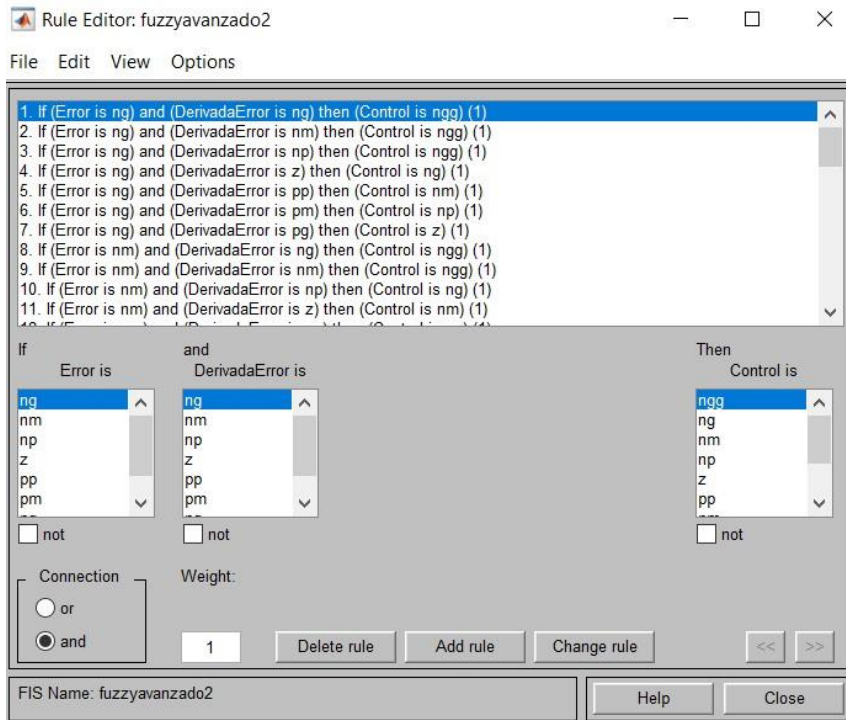 Rule Editor: fuzzyavanzado2
File Edit View Options
1. If (Error is ng) and (DerivadaError is ng) then (Control is ngg) (1)
2. If (Error is ng) and (DerivadaError is nm) then (Control is ngg) (1)
3. If (Error is ng) and (DerivadaError is np) then (Control is ngg) (1)
4. If (Error is ng) and (DerivadaError is z) then (Control is ng) (1)
5. If (Error is ng) and (DerivadaError is pp) then (Control is nm) (1)
6. If (Error is ng) and (DerivadaError is pm) then (Control is np) (1)
7. If (Error is ng) and (DerivadaError is pg) then (Control is z) (1)
8. If (Error is nm) and (DerivadaError is ng) then (Control is ngg) (1)
9. If (Error is nm) and (DerivadaError is nm) then (Control is ngg) (1)
10. If (Error is nm) and (DerivadaError is np) then (Control is ng) (1)
11. If (Error is nm) and (DerivadaError is z) then (Control is nm) (1)
If and Then
Error is DerivadaError is Control is
ng ng ngg
nm nm ng
np np nm
z z np
pp pp z
pm pm pp
not not not
Connection Weight:
or
and 1 Delete rule Add rule Change rule << >>
FIS Name: fuzzyavanzado2 Help Close